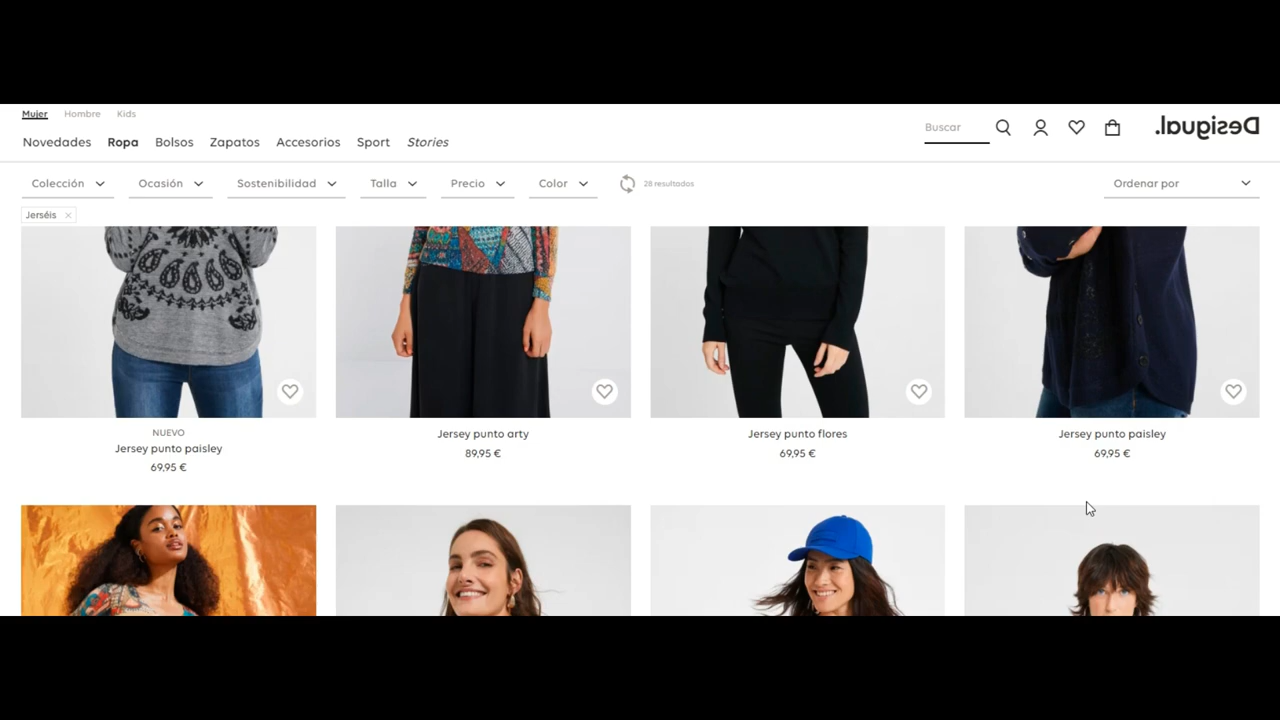 Mujer Hombre Kids
Novedades Ropa Bolsos Zapatos Accesorios Sport Stories
Buscar
Desigual.
Colección Ocasión Sostenibilidad Talla Precio Color 28 resultados Ordenar por
Jerséis ×
NUEVO
Jersey punto paisley
69,95 €
Jersey punto arty
89,95 €
Jersey punto flores
69,95 €
Jersey punto paisley
69,95 €